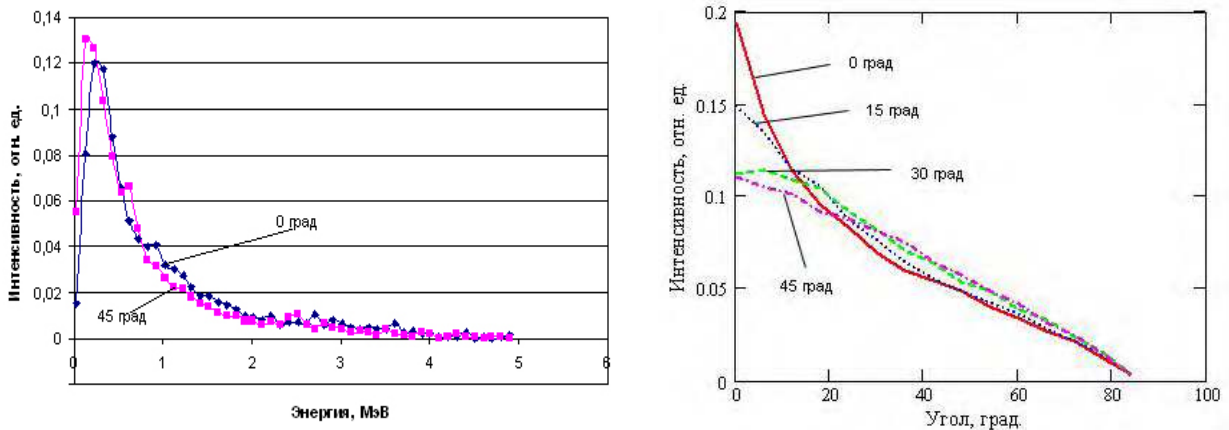 0,14
0,12
0,1
0,08
0,06
0,04
0,02
0
0
1
2
3
4
5
6
Интенсивность, отн. ед.
Энергия, МэВ
0 град
45 град
0.2
0.15
0.1
0.05
0
0
20
40
60
80
100
Интенсивность, отн. ед.
Угол, град.
0 град
15 град
30 град
45 град